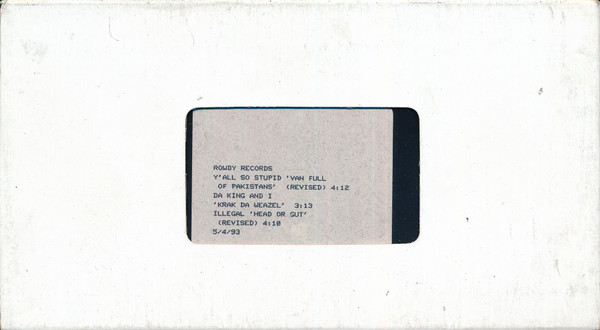 ROWDY RECORDS
Y'ALL SO STUPID 'VAN FULL
OF PAKISTANS' (REVISED) 4:12
DA KING AND I
'KRAK DA WEAZEL' 3:13
ILLEGAL 'HEAD OR GUT'
(REVISED) 4:10
5/4/93